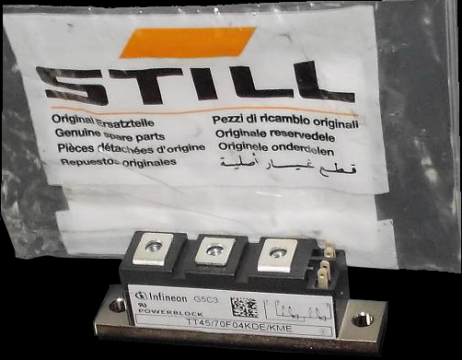 STILL
Original Ersatzteile
Genuine spare parts
Pièces détachées d'origine
Repuestos originales
Pezzi di ricambio originali
Originale reservedele
Originele onderdelen
قطع غيار أصلية
Infineon G5C3
POWERBLOCK
TT45/70F04KDE/KME